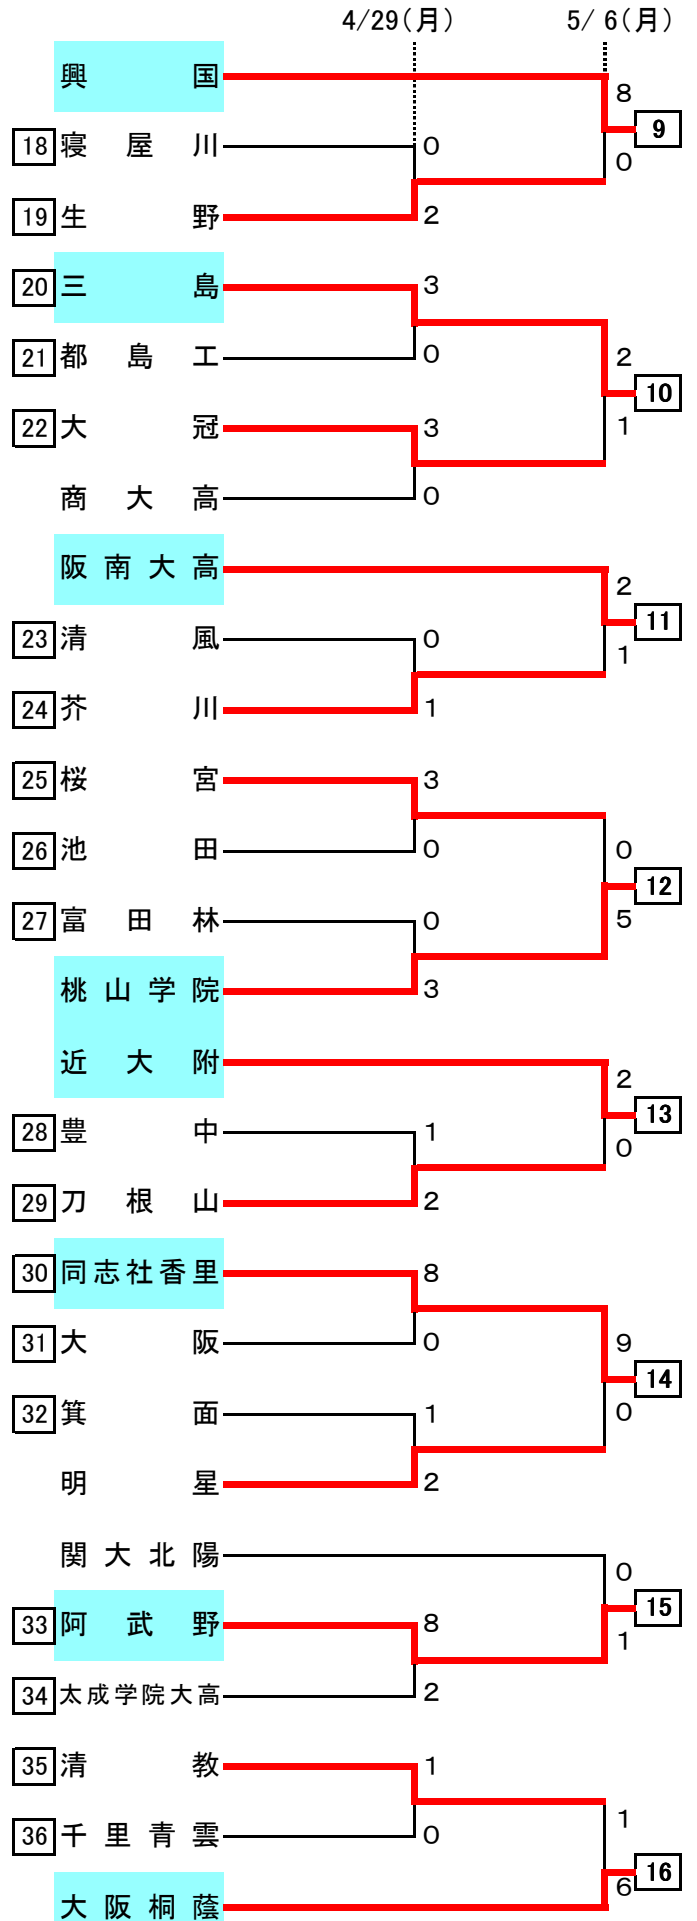 4/29(月) 5/ 6(月)
興国
8
9
18 寝屋川 0
0
19 生野 2
20 三島 3
21 都島工 0
2
10
1
22 大冠 3
商大高 0
阪南大高
2
11
23 清風 0
1
24 芥川 1
25 桜宮 3
26 池田 0
0
12
5
27 富田林 0
桃山学院 3
近大附
2
13
28 豊中 1
0
29 刀根山 2
30 同志社香里 8
31 大阪 0
9
14
0
32 箕面 1
明星 2
関大北陽
0
15
33 阿武野 8
1
34 太成学院大高 2
35 清教 1
1
36 千里青雲 0
16
6
大阪桐蔭